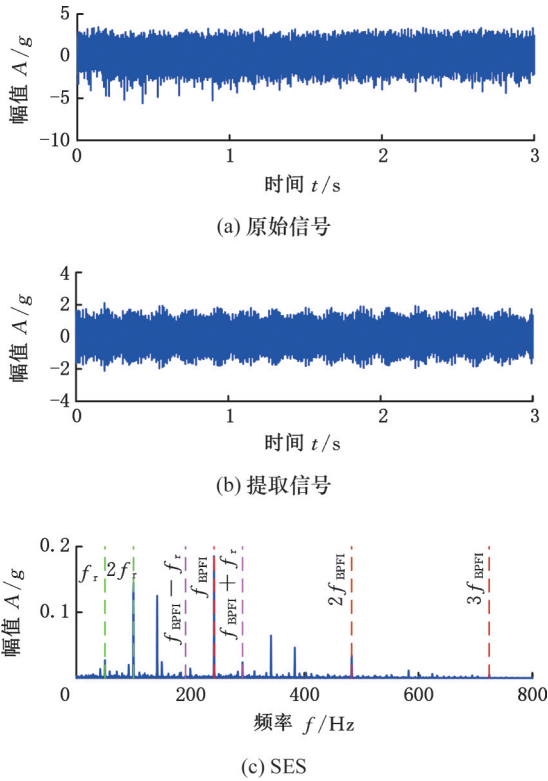 5
0
−5
−10
幅值 A/g
0 1 2 3
时间 t/s
(a) 原始信号
4
2
0
−2
−4
幅值 A/g
0 1 2 3
时间 t/s
(b) 提取信号
0.2
0.1
幅值 A/g
f_r
2f_r
f_BPFI − f_r
f_BPFI
f_BPFI + f_r
2f_BPFI
3f_BPFI
0 200 400 600 800
频率 f/Hz
(c) SES